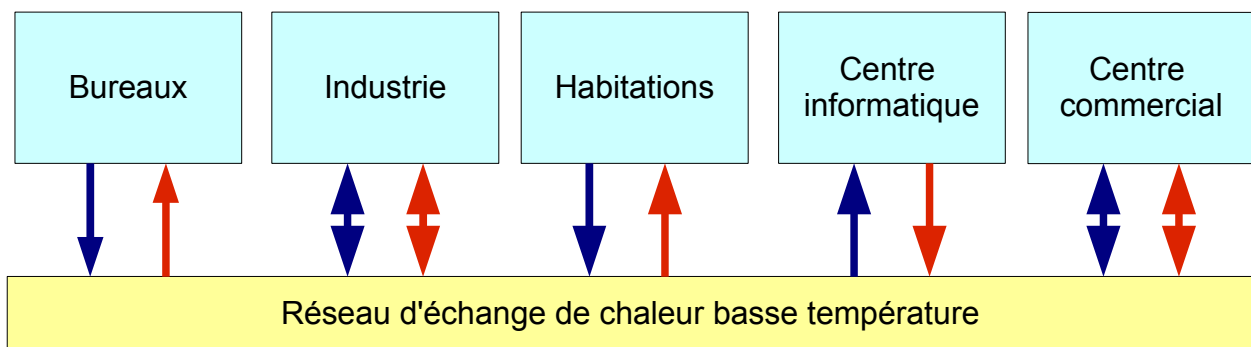 Bureaux
Industrie
Habitations
Centre
informatique
Centre
commercial
Réseau d'échange de chaleur basse température